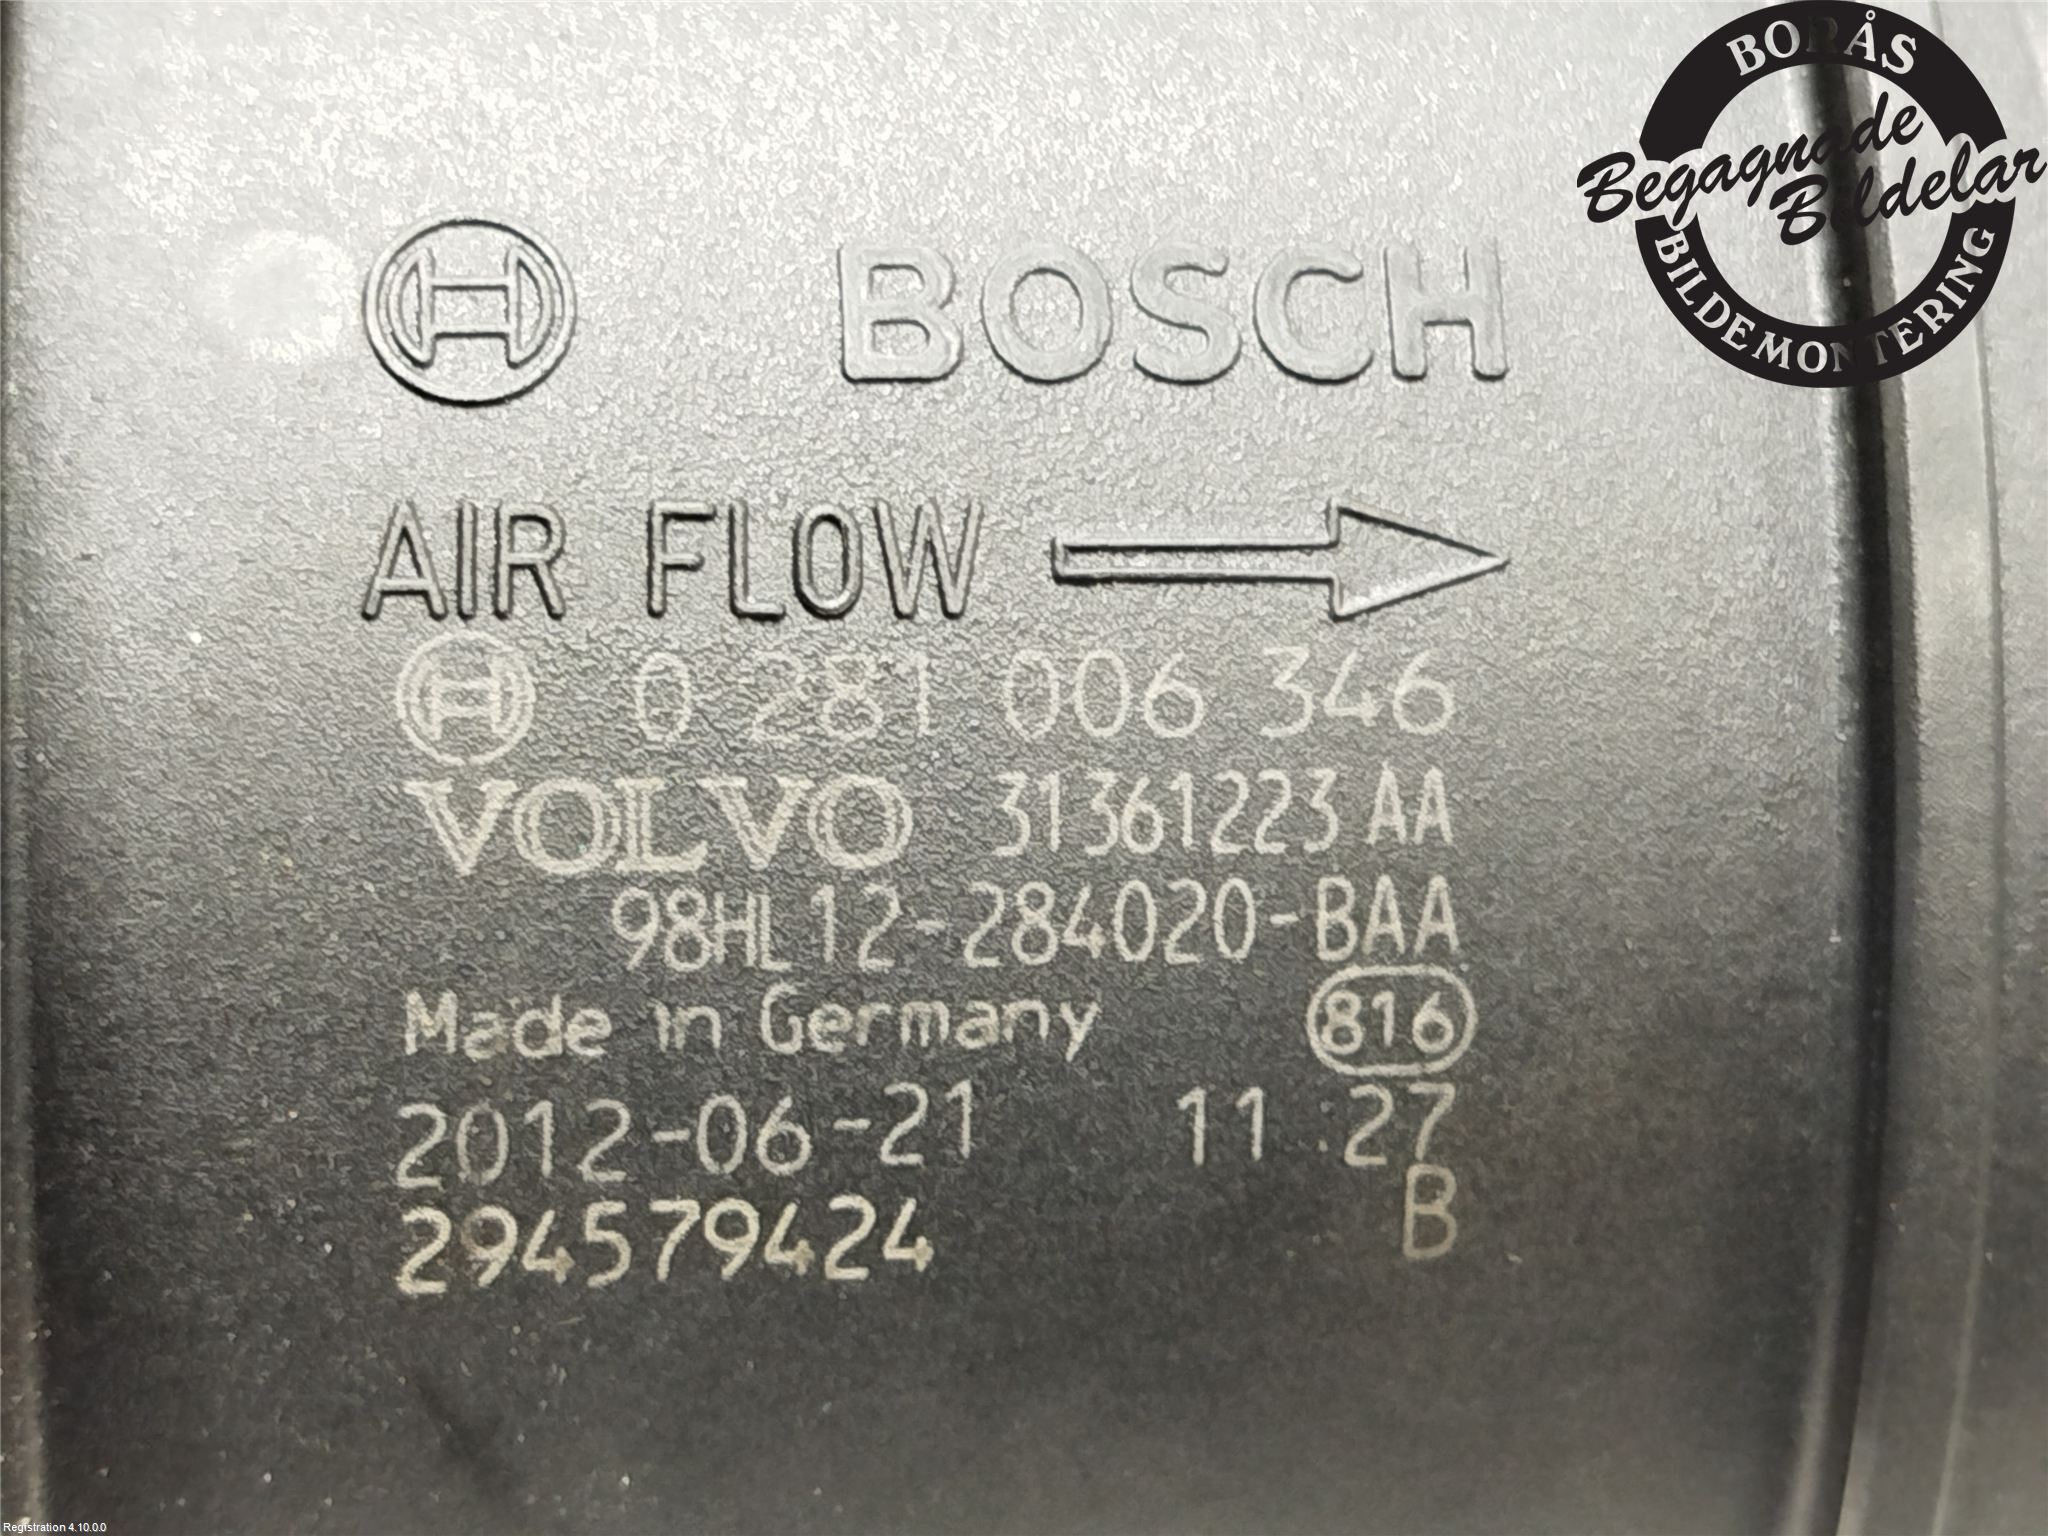 BORÅS
Begagnade
Bildelar
BILDEMONTERING
BOSCH
AIR FLOW
0 281 006 346
VOLVO 31361223 AA
98HL12-284020-BAA
Made in Germany 816
2012-06-21 11:27
294579424 B
Registration 4.10.0.0